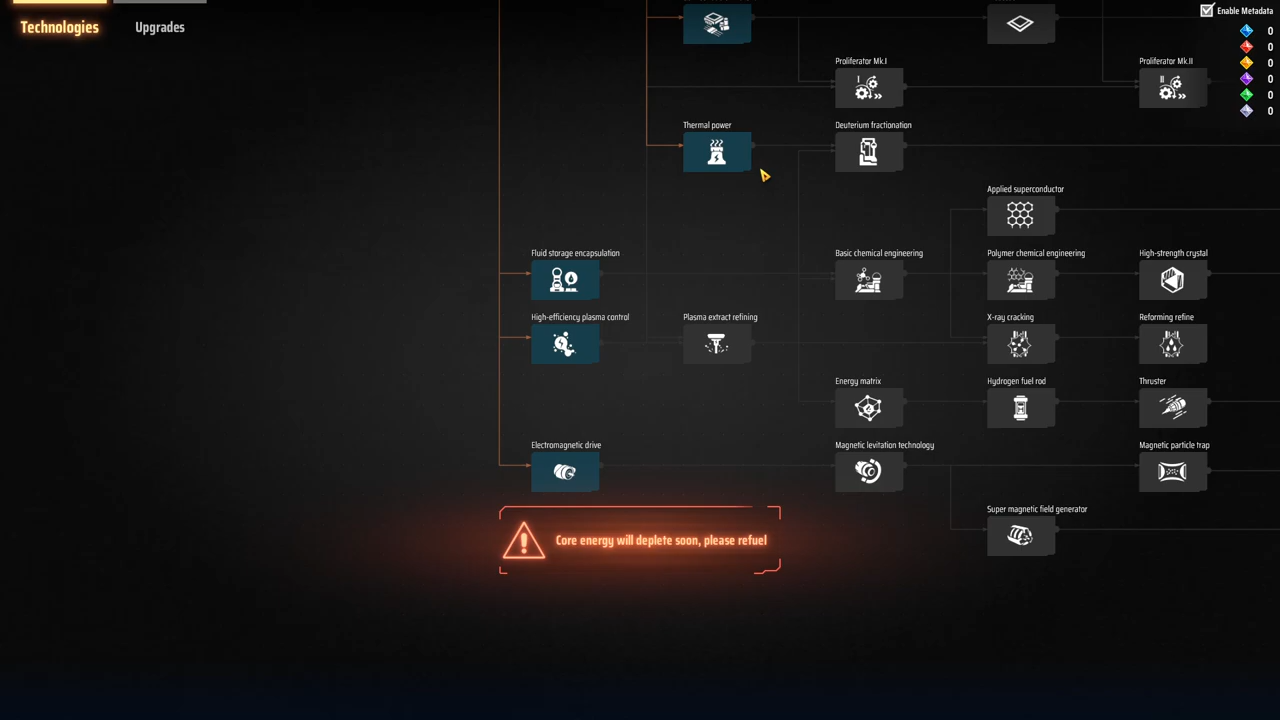 Technologies
Upgrades
Enable Metadata
0
0
0
0
0
0
Proliferator Mk.I
Proliferator Mk.II
I
II
Thermal power
Deuterium fractionation
Applied superconductor
Fluid storage encapsulation
Basic chemical engineering
Polymer chemical engineering
High-strength crystal
High-efficiency plasma control
Plasma extract refining
X-ray cracking
Reforming refine
Energy matrix
Hydrogen fuel rod
Thruster
Electromagnetic drive
Magnetic levitation technology
Magnetic particle trap
Super magnetic field generator
Core energy will deplete soon, please refuel